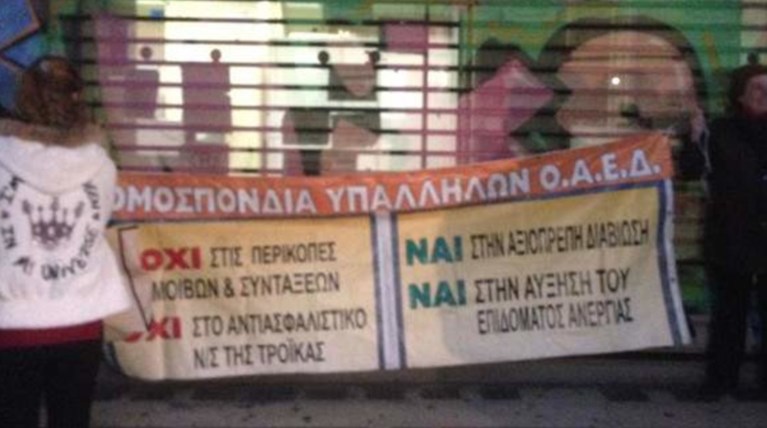 ΟΜΟΣΠΟΝΔΙΑ ΥΠΑΛΛΗΛΩΝ Ο.Α.Ε.Δ.
ΟΧΙ ΣΤΙΣ ΠΕΡΙΚΟΠΕΣ
ΜΟΙΒΩΝ & ΣΥΝΤΑΞΕΩΝ
ΟΧΙ ΣΤΟ ΑΝΤΙΑΣΦΑΛΙΣΤΙΚΟ
Ν/Σ ΤΗΣ ΤΡΟΪΚΑΣ
ΝΑΙ ΣΤΗΝ ΑΞΙΟΠΡΕΠΗ ΔΙΑΒΙΩΣΗ
ΝΑΙ ΣΤΗΝ ΑΥΞΗΣΗ ΤΟΥ
ΕΠΙΔΟΜΑΤΟΣ ΑΝΕΡΓΙΑΣ